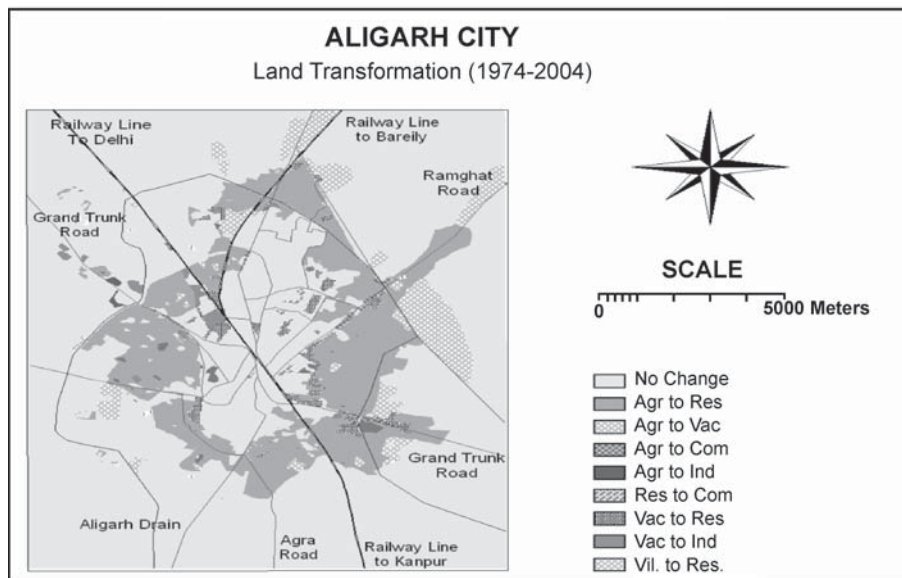 ALIGARH CITY
Land Transformation (1974-2004)
Railway Line
To Delhi
Railway Line
to Bareily
Ramghat
Road
Grand Trunk
Road
Grand Trunk
Road
Aligarh Drain
Agra
Road
Railway Line
to Kanpur
SCALE
0 5000 Meters
No Change
Agr to Res
Agr to Vac
Agr to Com
Agr to Ind
Res to Com
Vac to Res
Vac to Ind
Vil. to Res.